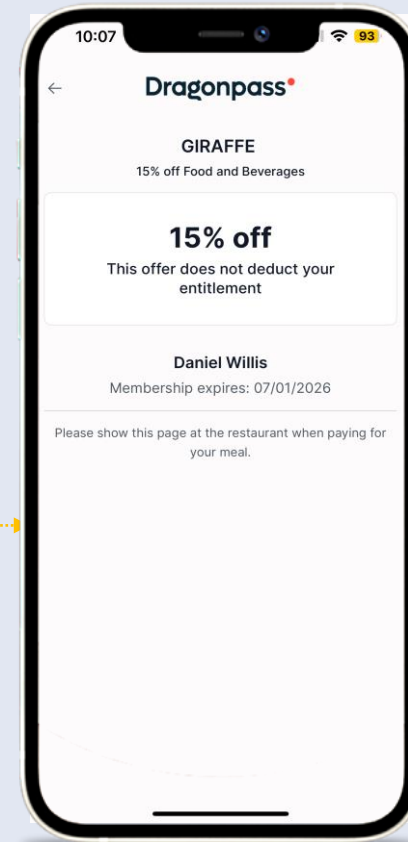 10:07
93
Dragonpass
GIRAFFE
15% off Food and Beverages
15% off
This offer does not deduct your
entitlement
Daniel Willis
Membership expires: 07/01/2026
Please show this page at the restaurant when paying for
your meal.